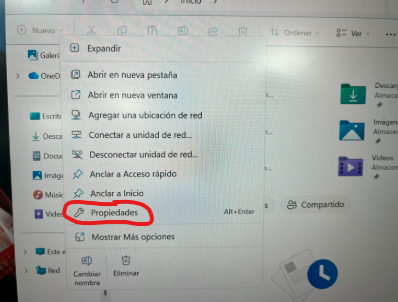 Inicio
Nuevo
Ordenar
Ver
Expandir
Abrir en nueva pestaña
Abrir en nueva ventana
Agregar una ubicación de red
Conectar a unidad de red...
Desconectar unidad de red...
Anclar a Acceso rápido
Anclar a Inicio
Propiedades Alt+Enter
Mostrar Más opciones
Cambiar
nombre
Eliminar
Galerí
OneD
Escrit
Desca
Docu
Imág
Músic
Vídeo
Este e
Red
Descar
Almace
Imágen
Almace
Vídeos
Almace
Compartido